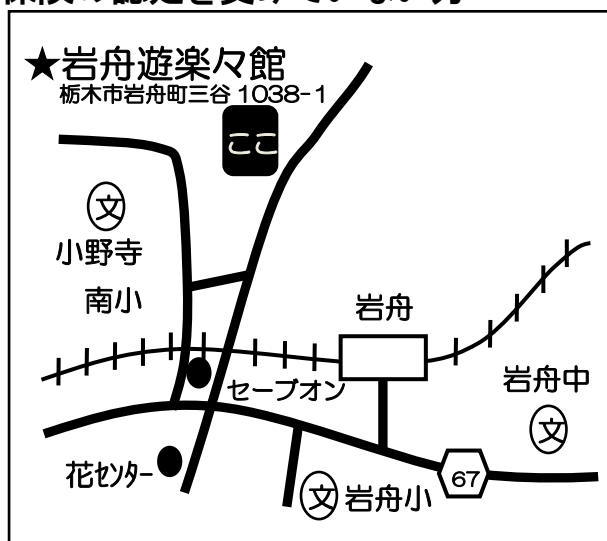 ★岩舟遊楽々館
栃木市岩舟町三谷 1038-1
ここ
文
小野寺
南小
岩舟
セーブオン
岩舟中
文
花センター
67
文 岩舟小